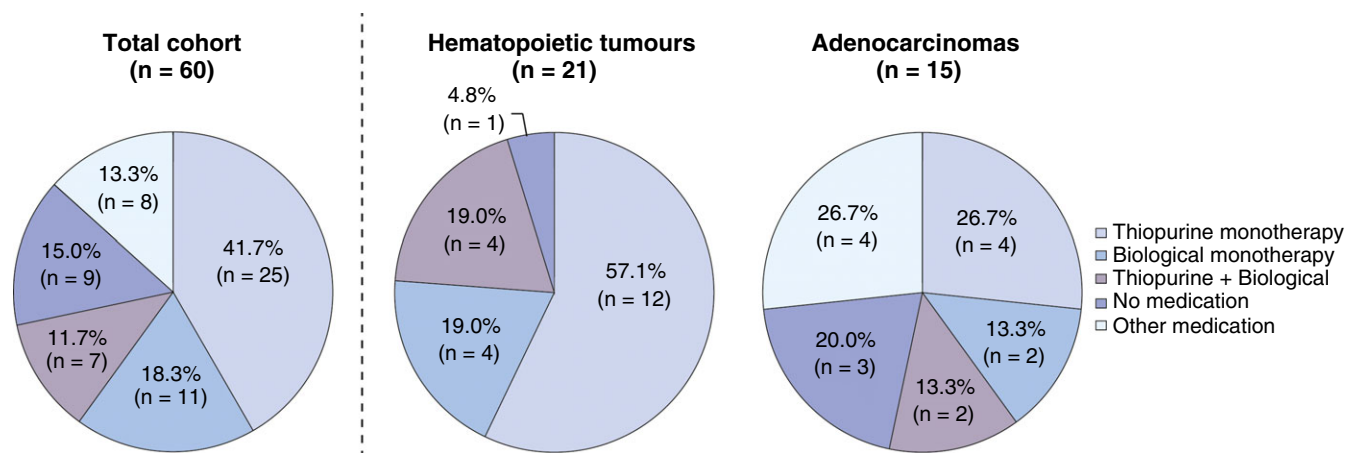 Total cohort
(n = 60)
13.3%
(n = 8)
41.7%
(n = 25)
15.0%
(n = 9)
11.7%
(n = 7)
18.3%
(n = 11)
Hematopoietic tumours
(n = 21)
4.8%
(n = 1)
19.0%
(n = 4)
57.1%
(n = 12)
19.0%
(n = 4)
Adenocarcinomas
(n = 15)
26.7%
(n = 4)
26.7%
(n = 4)
20.0%
(n = 3)
13.3%
(n = 2)
13.3%
(n = 2)
Thiopurine monotherapy
Biological monotherapy
Thiopurine + Biological
No medication
Other medication